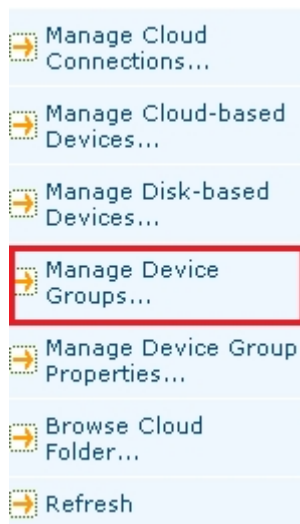 Manage Cloud
Connections...
Manage Cloud-based
Devices...
Manage Disk-based
Devices...
Manage Device
Groups...
Manage Device Group
Properties...
Browse Cloud
Folder...
Refresh